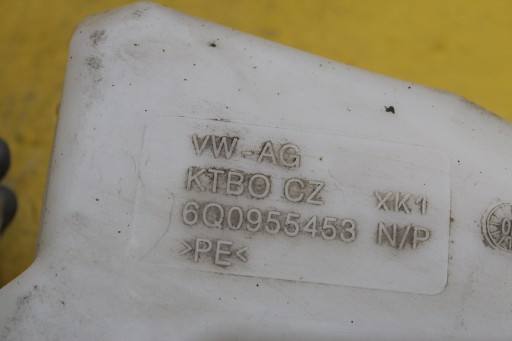 VW-AG
KTBO CZ XK1
6Q0955453 N/P
>PE<